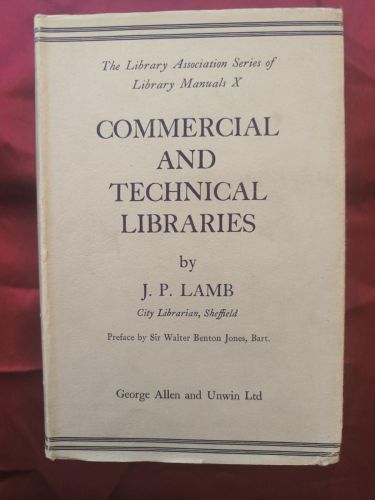 The Library Association Series of
Library Manuals X
COMMERCIAL
AND
TECHNICAL
LIBRARIES
by
J. P. LAMB
City Librarian, Sheffield
Preface by Sir Walter Benton Jones, Bart.
George Allen and Unwin Ltd